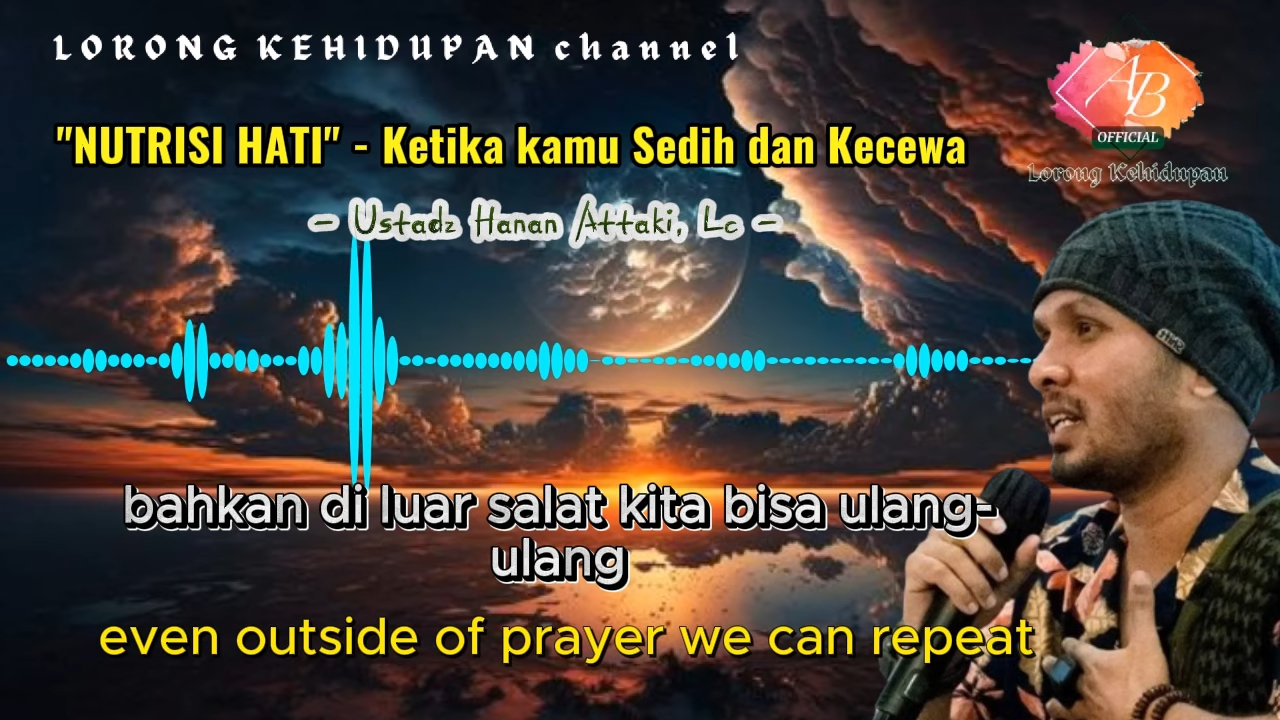 LORONG KEHIDUPAN channel
AB
OFFICIAL
Lorong Kehidupan
"NUTRISI HATI" - Ketika kamu Sedih dan Kecewa
- Ustadz Hanan Attaki, Lc -
bahkan di luar salat kita bisa ulang-
ulang
even outside of prayer we can repeat